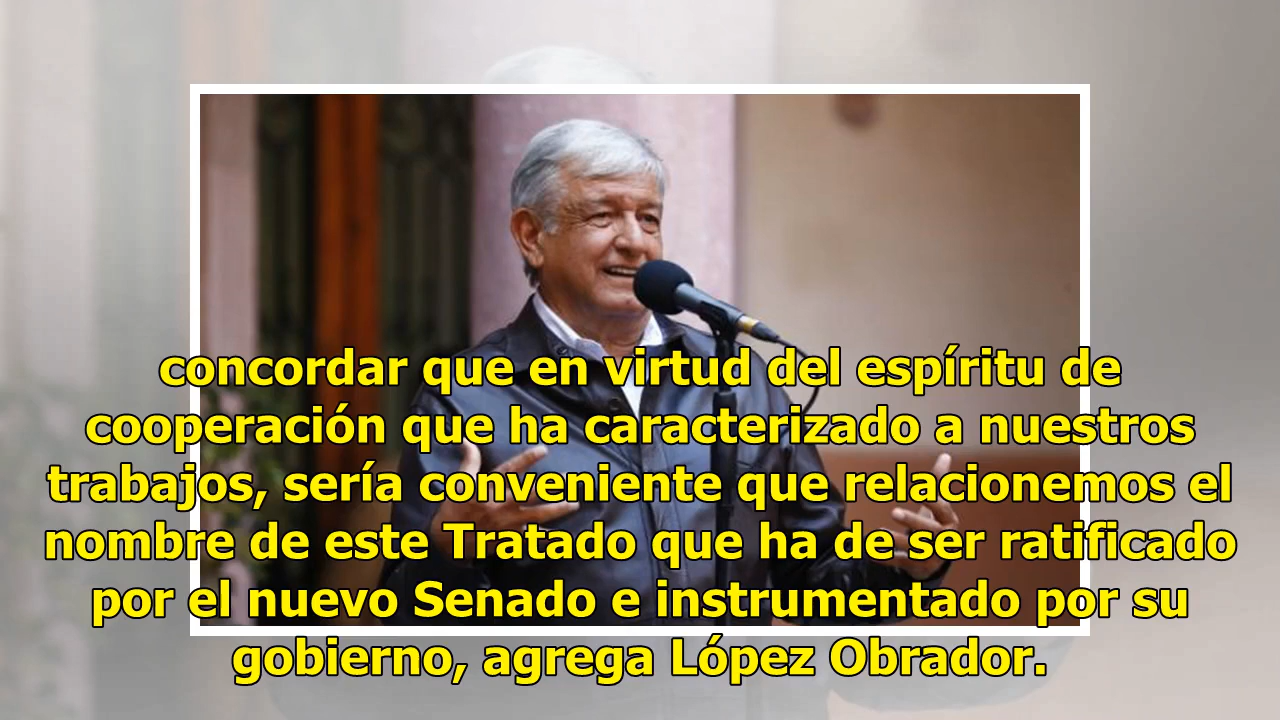 concordar que en virtud del espíritu de
cooperación que ha caracterizado a nuestros
trabajos, sería conveniente que relacionemos el
nombre de este Tratado que ha de ser ratificado
por el nuevo Senado e instrumentado por su
gobierno, agrega López Obrador.